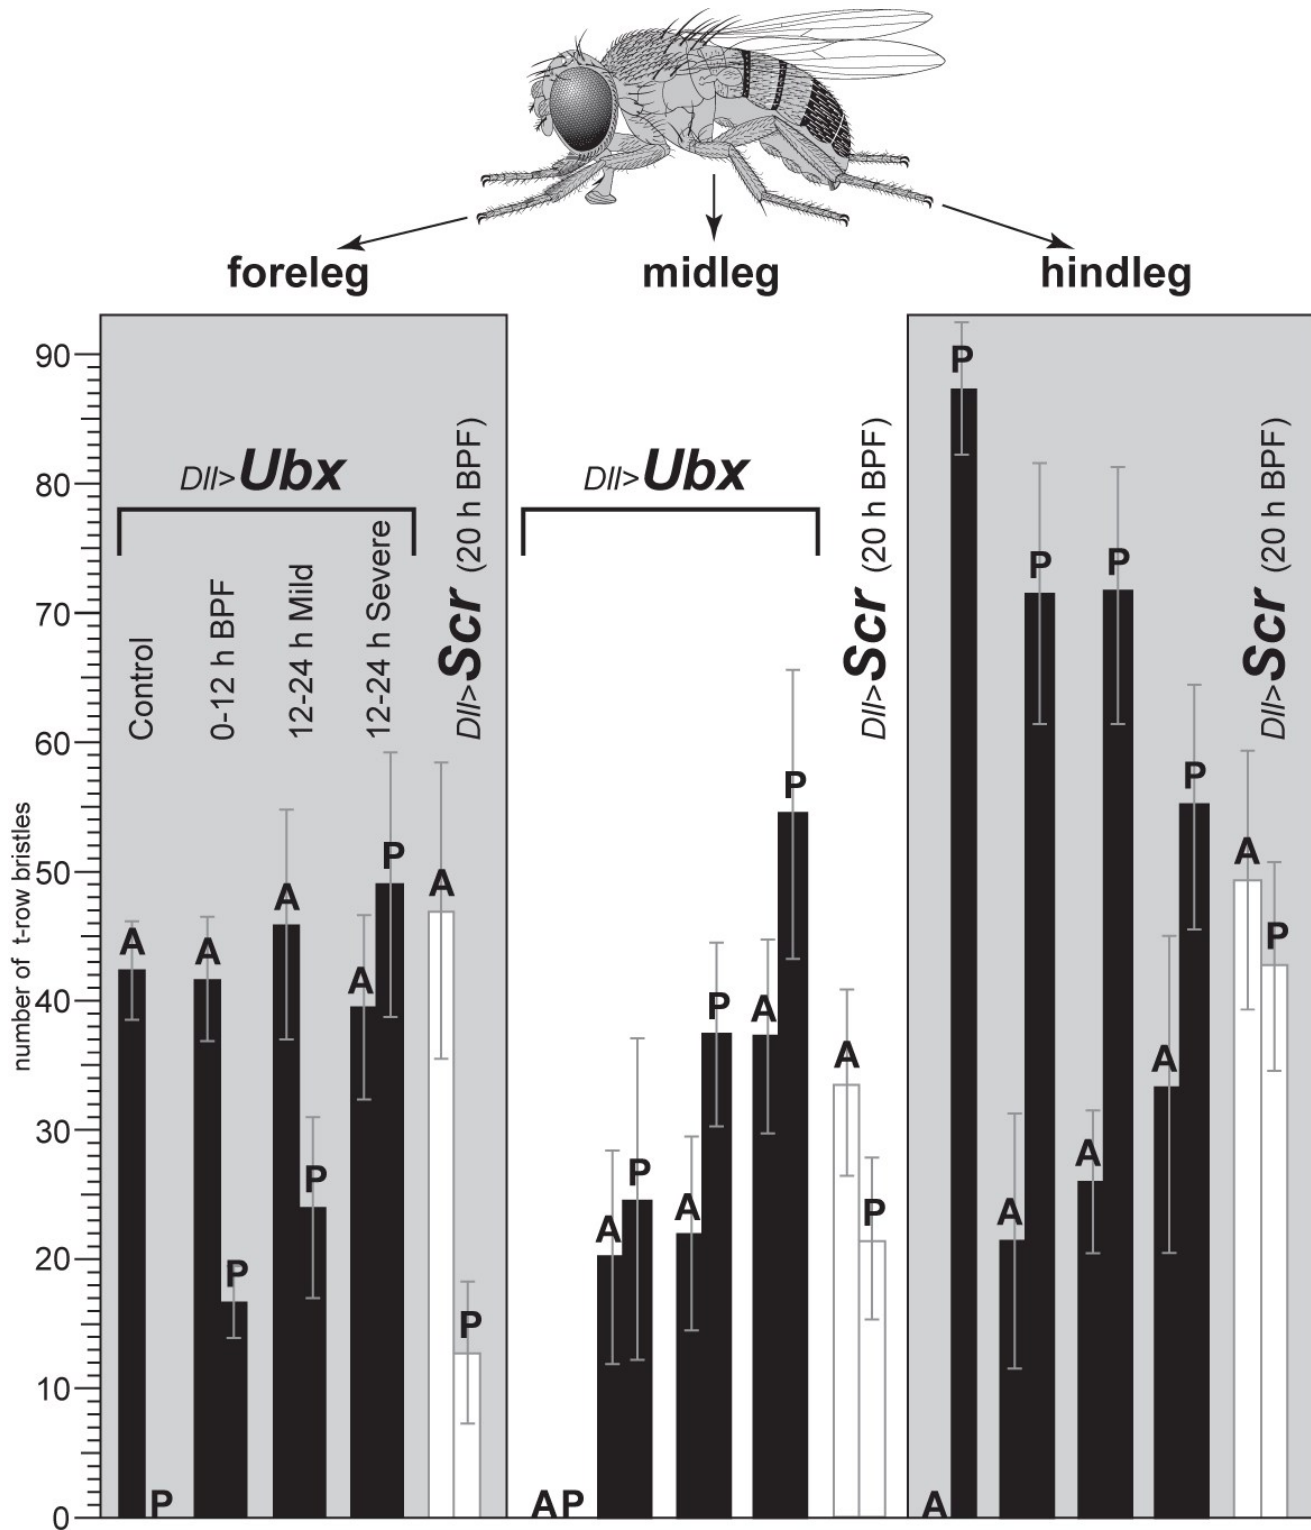 foreleg
midleg
hindleg
number of t-row bristles
90
80
70
60
50
40
30
20
10
0
Dll>Ubx
Control
0-12 h BPF
12-24 h Mild
12-24 h Severe
Dll>Scr (20 h BPF)
A
P
A
P
A
P
A
P
A
P
Dll>Ubx
Dll>Scr (20 h BPF)
A P
A
P
A
P
A
P
A
P
Dll>Scr (20 h BPF)
A
P
A
P
A
P
A
P
A
P